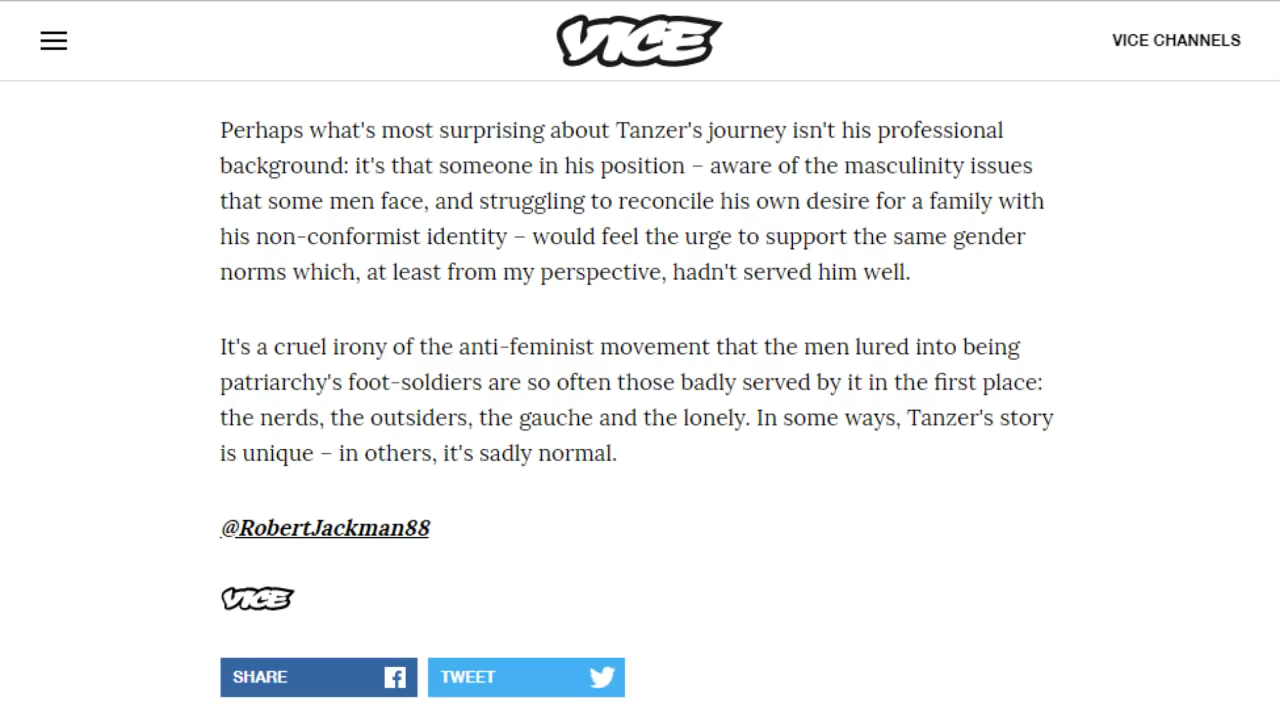 VICE
VICE CHANNELS
Perhaps what's most surprising about Tanzer's journey isn't his professional
background: it's that someone in his position – aware of the masculinity issues
that some men face, and struggling to reconcile his own desire for a family with
his non-conformist identity – would feel the urge to support the same gender
norms which, at least from my perspective, hadn't served him well.
It's a cruel irony of the anti-feminist movement that the men lured into being
patriarchy's foot-soldiers are so often those badly served by it in the first place:
the nerds, the outsiders, the gauche and the lonely. In some ways, Tanzer's story
is unique – in others, it's sadly normal.
@RobertJackman88
VICE
SHARE
TWEET